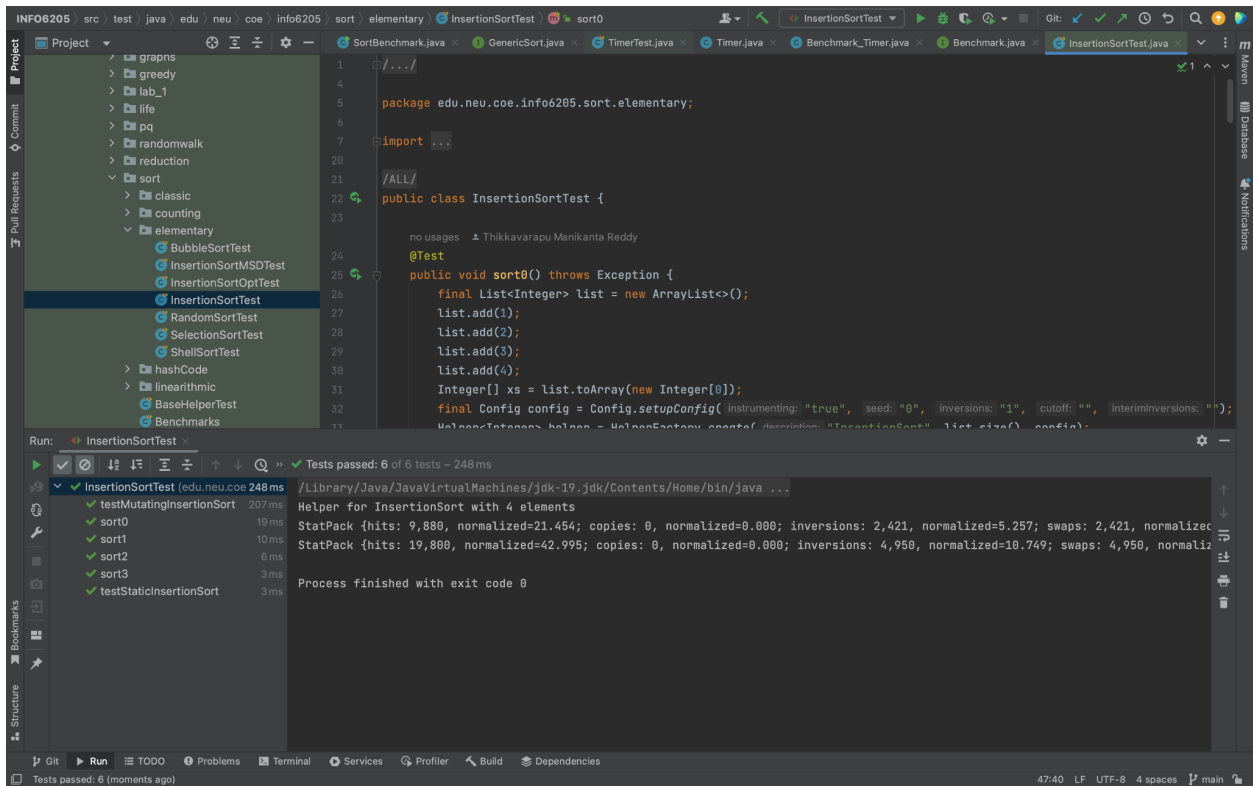 INFO6205 〉 src 〉 test 〉 java 〉 edu 〉 neu 〉 coe 〉 info6205 〉 sort 〉 elementary 〉 InsertionSortTest 〉 sort0
InsertionSortTest
Git:
Project
SortBenchmark.java
GenericSort.java
TimerTest.java
Timer.java
Benchmark_Timer.java
Benchmark.java
InsertionSortTest.java
Project
Commit
Pull Requests
Bookmarks
Structure
Maven
Database
Notifications
graphs
greedy
lab_1
life
pq
randomwalk
reduction
sort
classic
counting
elementary
BubbleSortTest
InsertionSortMSDTest
InsertionSortOptTest
InsertionSortTest
RandomSortTest
SelectionSortTest
ShellSortTest
hashCode
linearithmic
BaseHelperTest
Benchmarks
1 /.../
1
4
5 package edu.neu.coe.info6205.sort.elementary;
6
7 import ...
20
21 /ALL/
22 public class InsertionSortTest {
23
no usages Thikkavarapu Manikanta Reddy
24 @Test
25 public void sort0() throws Exception {
26 final List<Integer> list = new ArrayList<>();
27 list.add(1);
28 list.add(2);
29 list.add(3);
30 list.add(4);
31 Integer[] xs = list.toArray(new Integer[0]);
32 final Config config = Config.setupConfig( instrumenting: "true", seed: "0", inversions: "1", cutoff: "", interimInversions: "");
33 Helper<Integer> helper = HelperFactory.create( description: "InsertionSort", list.size(), config);
Run: InsertionSortTest
Tests passed: 6 of 6 tests – 248 ms
InsertionSortTest (edu.neu.coe 248 ms
testMutatingInsertionSort 207 ms
sort0 19 ms
sort1 10 ms
sort2 6 ms
sort3 3 ms
testStaticInsertionSort 3 ms
/Library/Java/JavaVirtualMachines/jdk-19.jdk/Contents/Home/bin/java ...
Helper for InsertionSort with 4 elements
StatPack {hits: 9,880, normalized=21.454; copies: 0, normalized=0.000; inversions: 2,421, normalized=5.257; swaps: 2,421, normalized
StatPack {hits: 19,800, normalized=42.995; copies: 0, normalized=0.000; inversions: 4,950, normalized=10.749; swaps: 4,950, normaliz
Process finished with exit code 0
Git
Run
TODO
Problems
Terminal
Services
Profiler
Build
Dependencies
Tests passed: 6 (moments ago)
47:40 LF UTF-8 4 spaces main